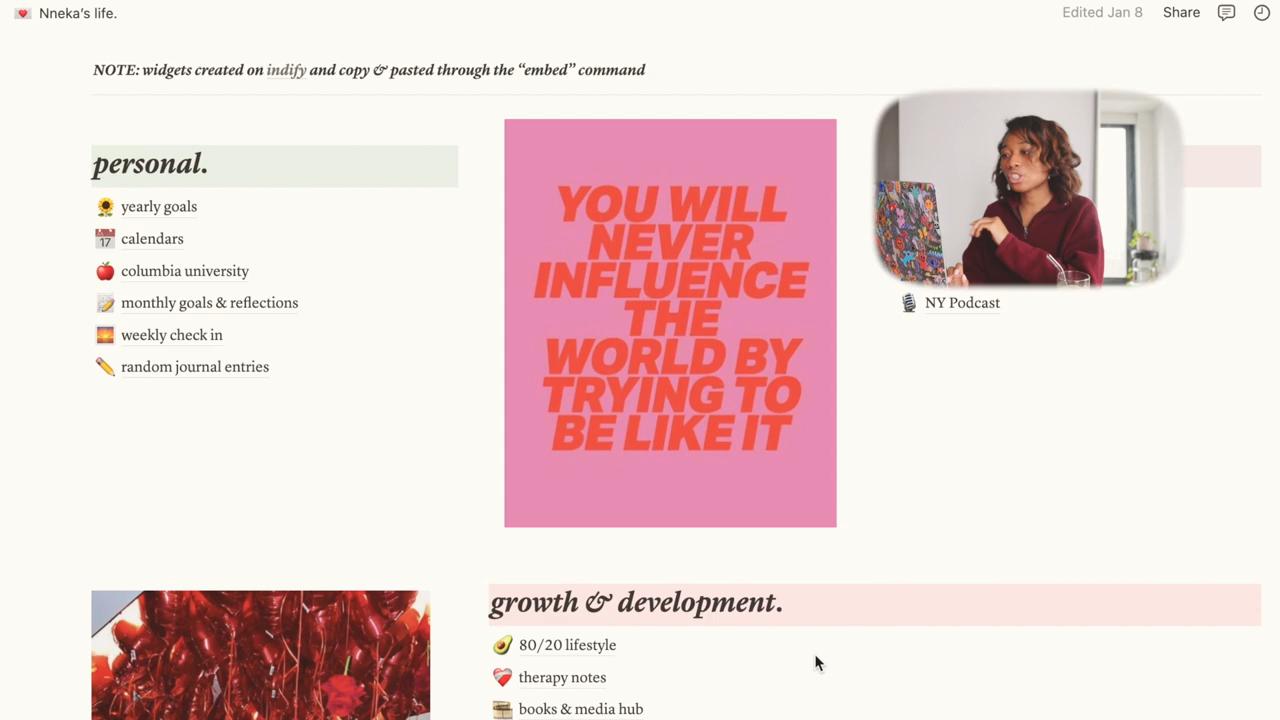 Nneka's life.
Edited Jan 8 Share
NOTE: widgets created on indify and copy & pasted through the “embed” command
personal.
yearly goals
17 calendars
columbia university
monthly goals & reflections
weekly check in
random journal entries
YOU WILL
NEVER
INFLUENCE
THE
WORLD BY
TRYING TO
BE LIKE IT
NY Podcast
growth & development.
80/20 lifestyle
therapy notes
books & media hub